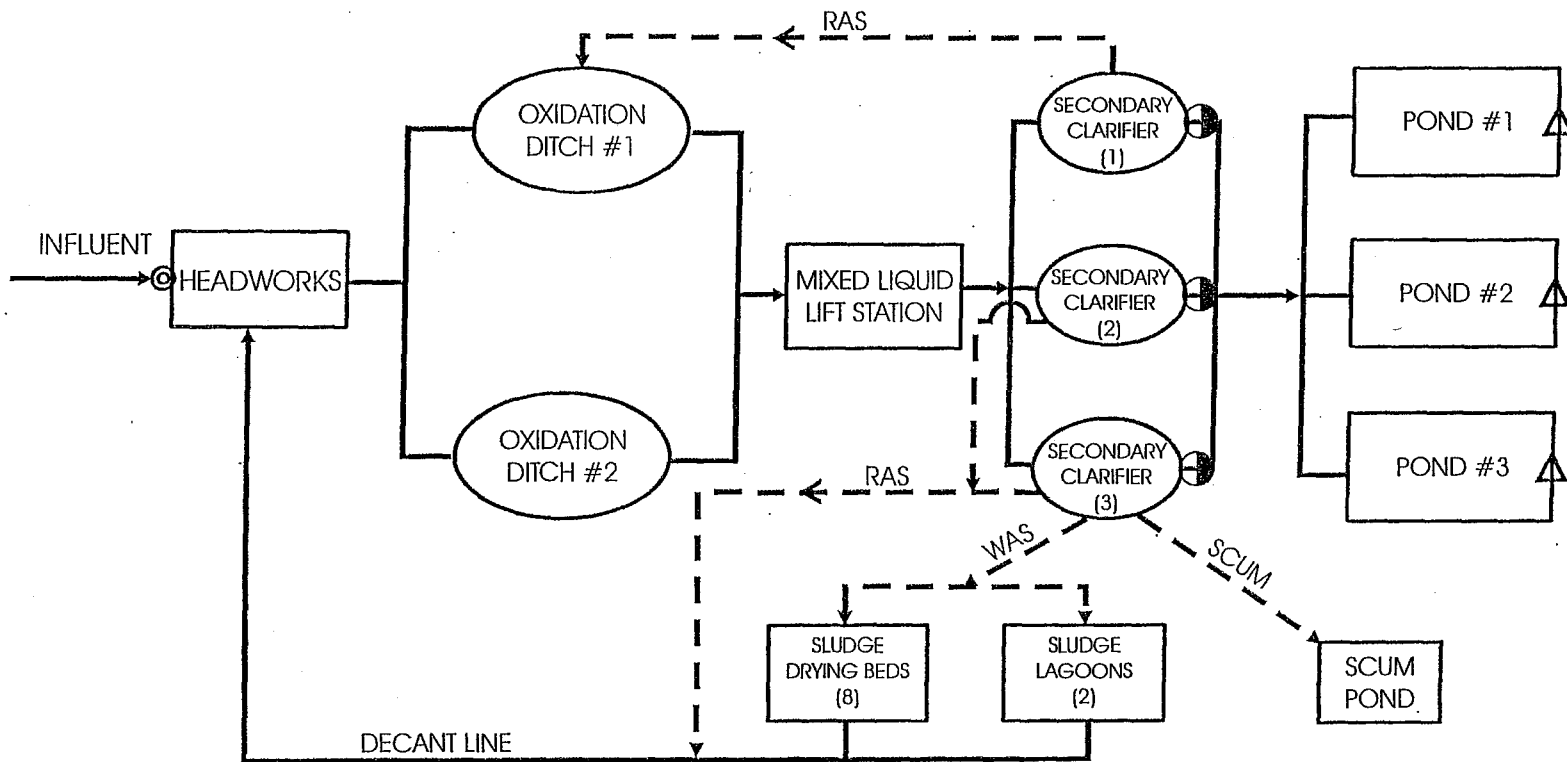 RAS
OXIDATION
DITCH #1
SECONDARY
CLARIFIER
(1)
POND #1
INFLUENT
HEADWORKS
MIXED LIQUID
LIFT STATION
SECONDARY
CLARIFIER
(2)
POND #2
OXIDATION
DITCH #2
RAS
SECONDARY
CLARIFIER
(3)
POND #3
WAS
SCUM
SLUDGE
DRYING BEDS
(8)
SLUDGE
LAGOONS
(2)
SCUM
POND
DECANT LINE